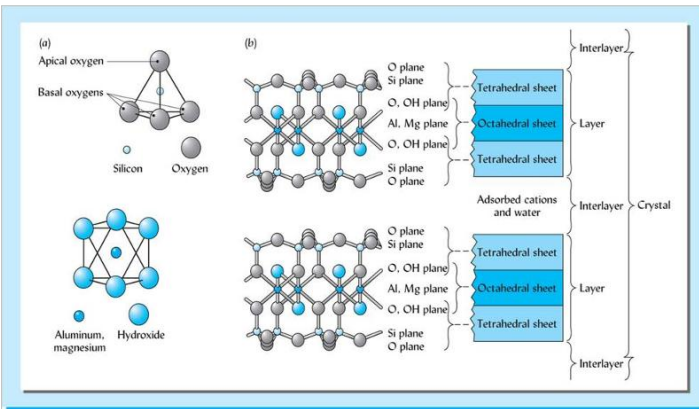 (a)
Apical oxygen
Basal oxygens
Silicon
Oxygen
Aluminum,
magnesium
Hydroxide
(b)
O plane
Si plane
O, OH plane
Al, Mg plane
O, OH plane
Si plane
O plane
Tetrahedral sheet
Octahedral sheet
Tetrahedral sheet
Interlayer
Layer
Adsorbed cations
and water
Interlayer
Crystal
O plane
Si plane
O, OH plane
Al, Mg plane
O, OH plane
Si plane
O plane
Tetrahedral sheet
Octahedral sheet
Tetrahedral sheet
Layer
Interlayer